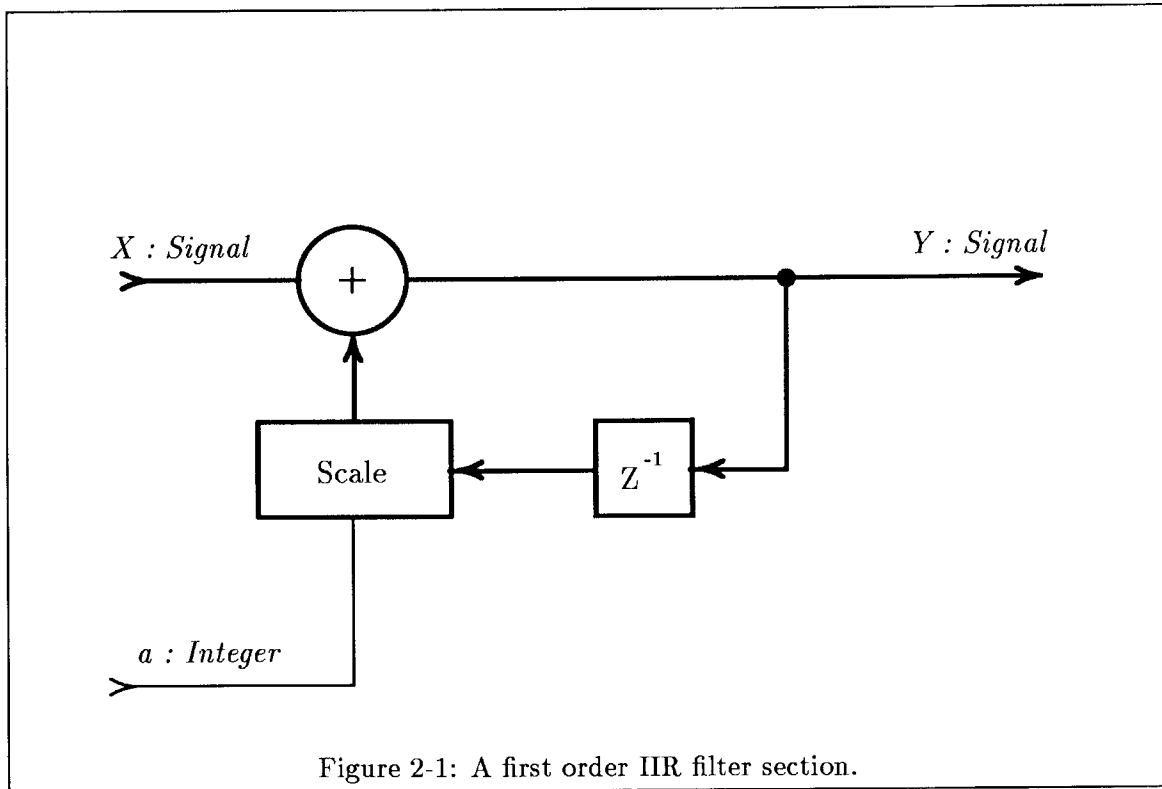 X : Signal
Y : Signal
+
Scale
Z-1
a : Integer
Figure 2-1: A first order IIR filter section.